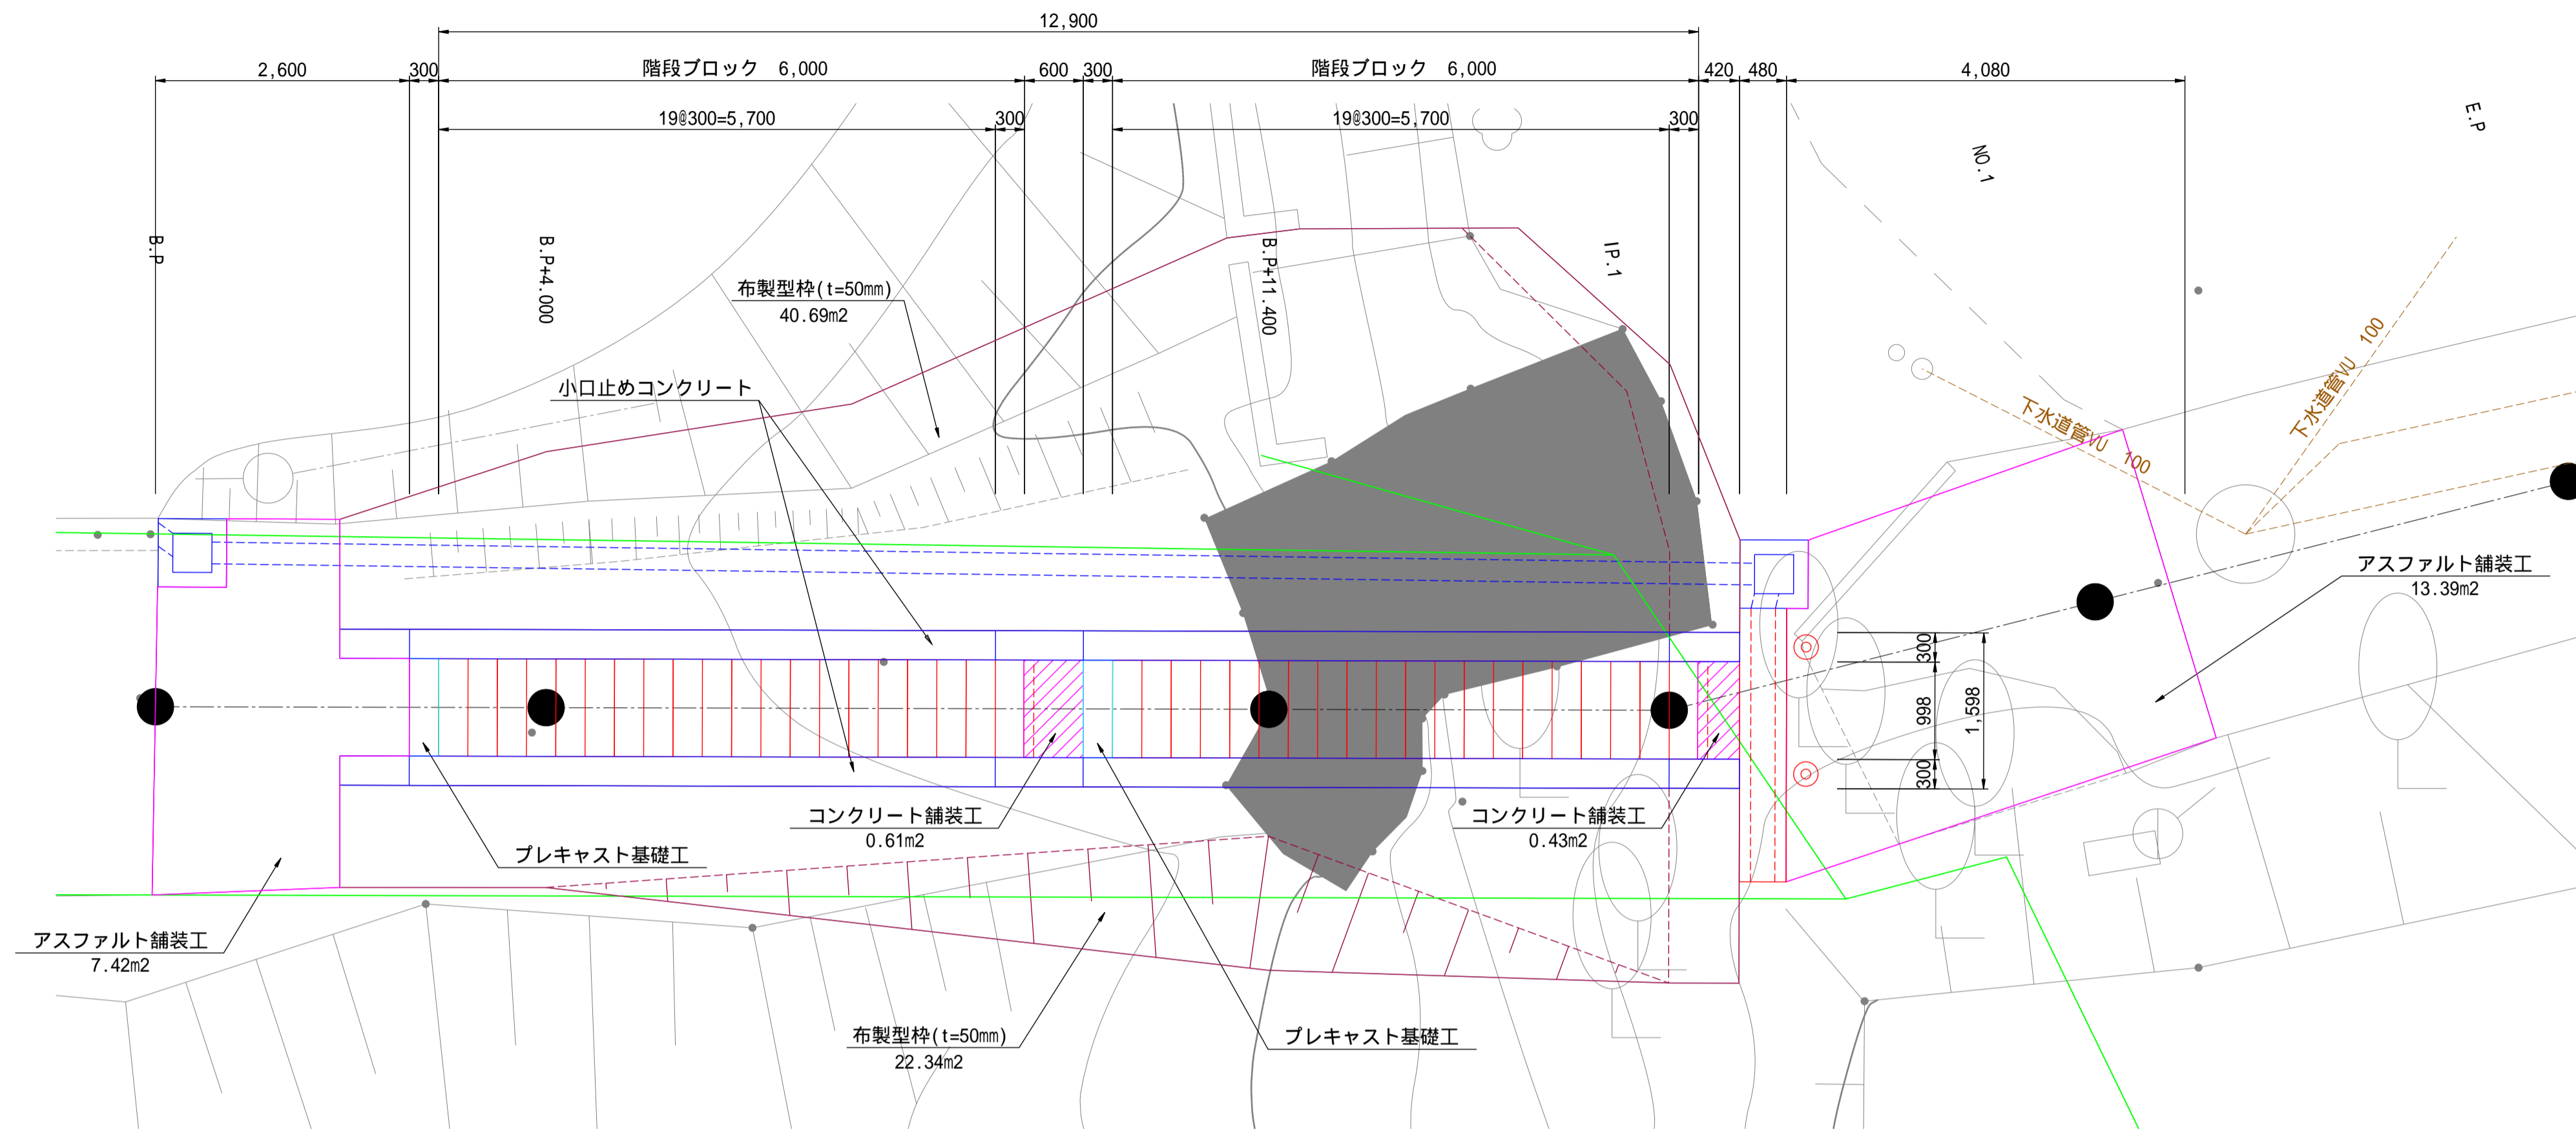 12,900
2,600
300
階段ブロック　6,000
600
300
階段ブロック　6,000
420
480
4,080
19@300=5,700
300
19@300=5,700
300
E.P
NO.1
B.P
B.P+4.000
B.P+11.400
IP.1
布製型枠(t=50mm)
40.69m2
小口止めコンクリート
下水道管VU　100
下水道管VU　100
アスファルト舗装工
13.39m2
300
998
300
1,598
コンクリート舗装工
0.61m2
コンクリート舗装工
0.43m2
プレキャスト基礎工
アスファルト舗装工
7.42m2
布製型枠(t=50mm)
22.34m2
プレキャスト基礎工